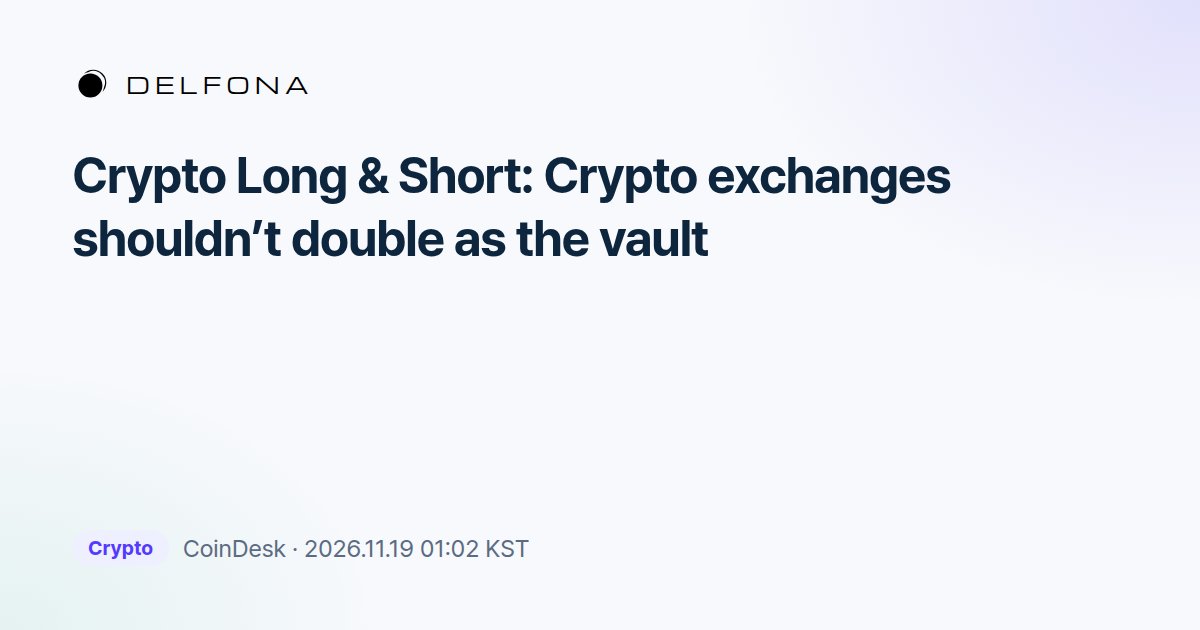 DELFONA
Crypto Long & Short: Crypto exchanges
shouldn’t double as the vault
Crypto CoinDesk · 2026.11.19 01:02 KST